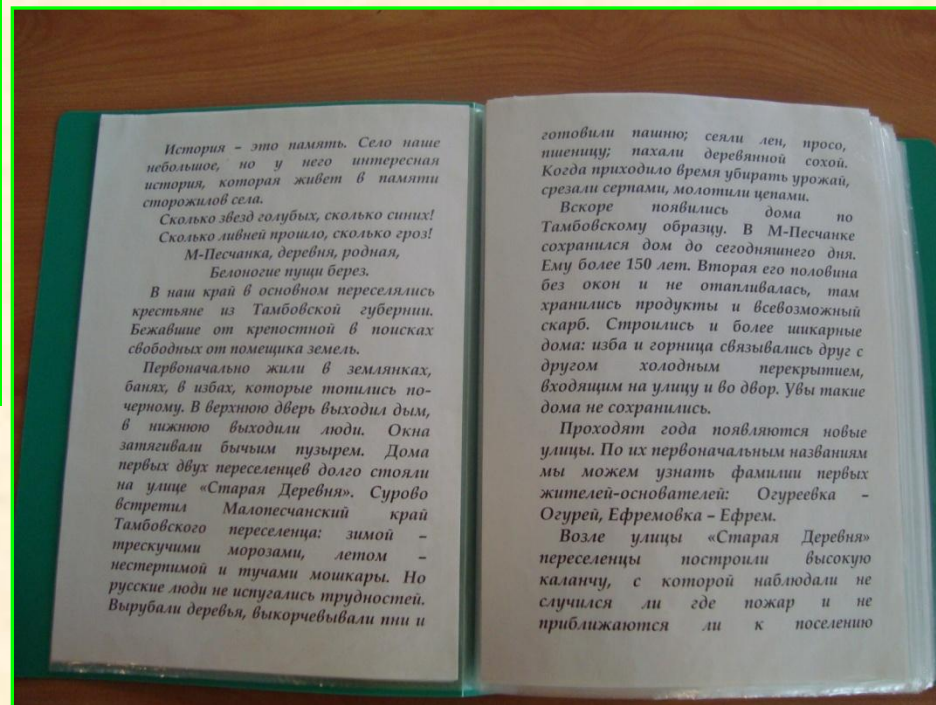 История – это память. Село наше
небольшое, но у него интересная
история, которая живет в памяти
сторожилов села.
Сколько звезд голубых, сколько синих!
Сколько ливней прошло, сколько гроз!
М-Песчанка, деревня, родная,
Белоногие пущи берез.
В наш край в основном переселялись
крестьяне из Тамбовской губернии.
Бежавшие от крепостной в поисках
свободных от помещика земель.
Первоначально жили в землянках,
банях, в избах, которые топились по-
черному. В верхнюю дверь выходил дым,
в нижнюю выходили люди. Окна
затягивали бычьим пузырем. Дома
первых двух переселенцев долго стояли
на улице «Старая Деревня». Сурово
встретил Малопесчанский край
Тамбовского переселенца: зимой –
трескучими морозами, летом –
нестерпимой и тучами мошкары. Но
русские люди не испугались трудностей.
Вырубали деревья, выкорчевывали пни и
готовили пашню; сеяли лен, просо,
пшеницу; пахали деревянной сохой.
Когда приходило время убирать урожай,
срезали серпами, молотили цепами.
Вскоре появились дома по
Тамбовскому образцу. В М-Песчанке
сохранился дом до сегодняшнего дня.
Ему более 150 лет. Вторая его половина
без окон и не отапливалась, там
хранились продукты и всевозможный
скарб. Строились и более шикарные
дома: изба и горница связывались друг с
другом холодным перекрытием,
входящим на улицу и во двор. Увы такие
дома не сохранились.
Проходят года появляются новые
улицы. По их первоначальным названиям
мы можем узнать фамилии первых
жителей-основателей: Огуреевка –
Огурей, Ефремовка – Ефрем.
Возле улицы «Старая Деревня»
переселенцы построили высокую
каланчу, с которой наблюдали не
случился ли где пожар и не
приближаются ли к поселению